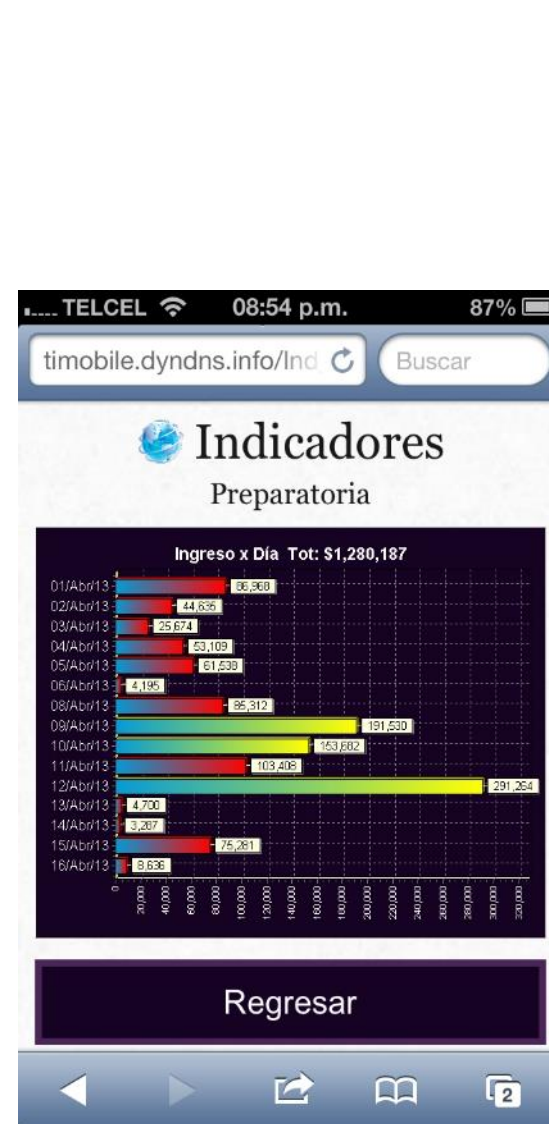 TELCEL 08:54 p.m. 87%
timobile.dyndns.info/Ind Buscar
Indicadores
Preparatoria
Ingreso x Día Tot: $1,280,187
01/Abr/13 86,968
02/Abr/13 44,635
03/Abr/13 25,674
04/Abr/13 53,109
05/Abr/13 61,538
06/Abr/13 4,195
08/Abr/13 85,312
09/Abr/13 191,530
10/Abr/13 153,682
11/Abr/13 103,408
12/Abr/13 291,264
13/Abr/13 4,700
14/Abr/13 3,287
15/Abr/13 75,281
16/Abr/13 8,636
0 20,000 40,000 60,000 80,000 100,000 120,000 140,000 160,000 180,000 200,000 220,000 240,000 260,000 280,000 300,000 320,000
Regresar
2